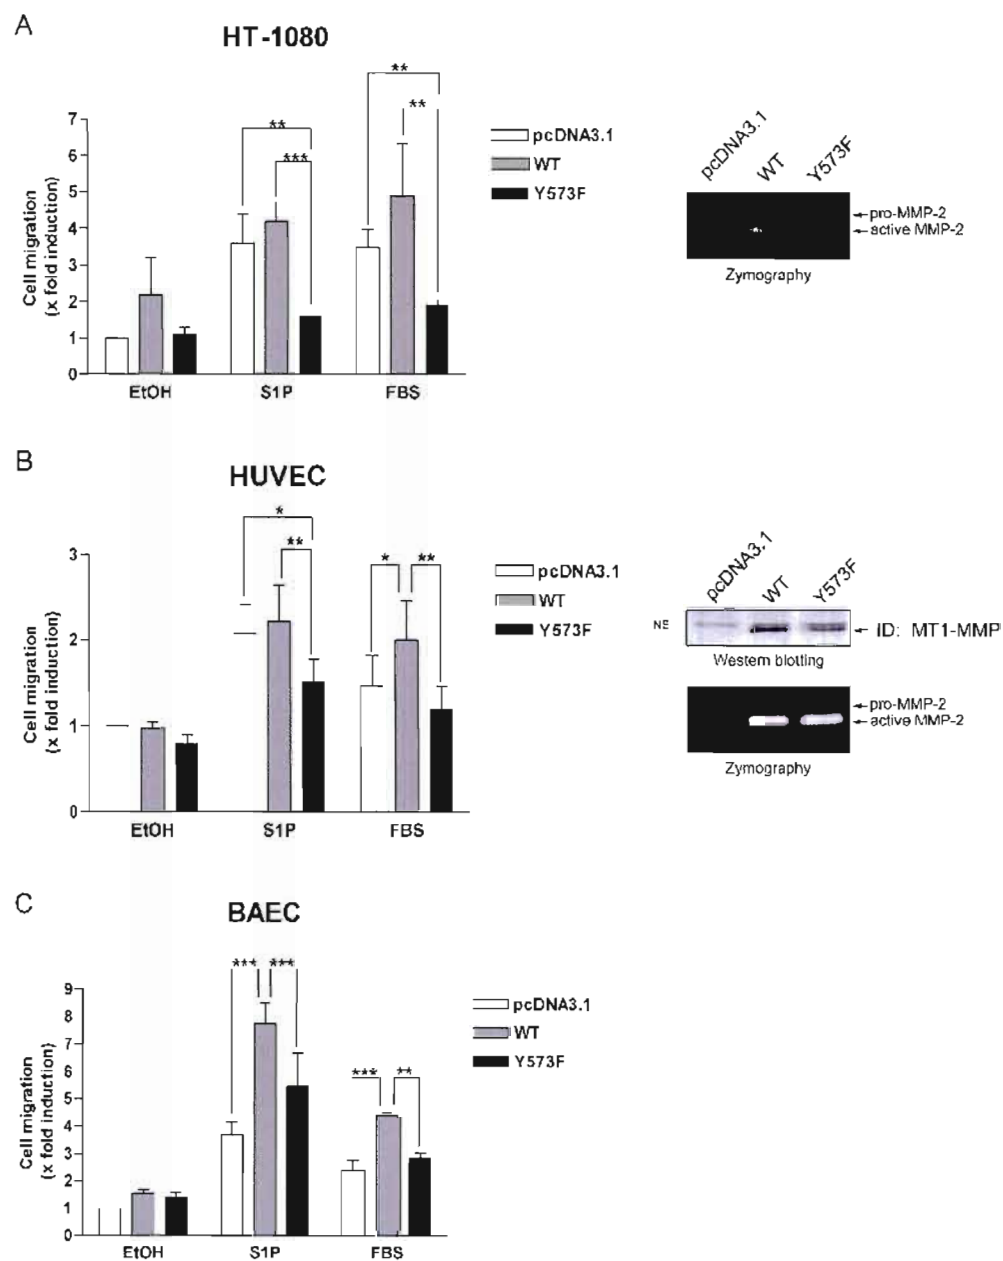 A
HT-1080
**
**
**
***
7
6
5
4
3
2
1
0
Cell migration
(x fold induction)
EtOH
S1P
FBS
pcDNA3.1
WT
Y573F
pcDNA3.1
WT
Y573F
pro-MMP-2
active MMP-2
Zymography
B
HUVEC
*
**
*
**
3
2
1
0
Cell migration
(x fold induction)
EtOH
S1P
FBS
pcDNA3.1
WT
Y573F
pcDNA3.1
WT
Y573F
NS
ID: MT1-MMP
Western blotting
pro-MMP-2
active MMP-2
Zymography
C
BAEC
***
***
***
**
9
8
7
6
5
4
3
2
1
0
Cell migration
(x fold induction)
EtOH
S1P
FBS
pcDNA3.1
WT
Y573F